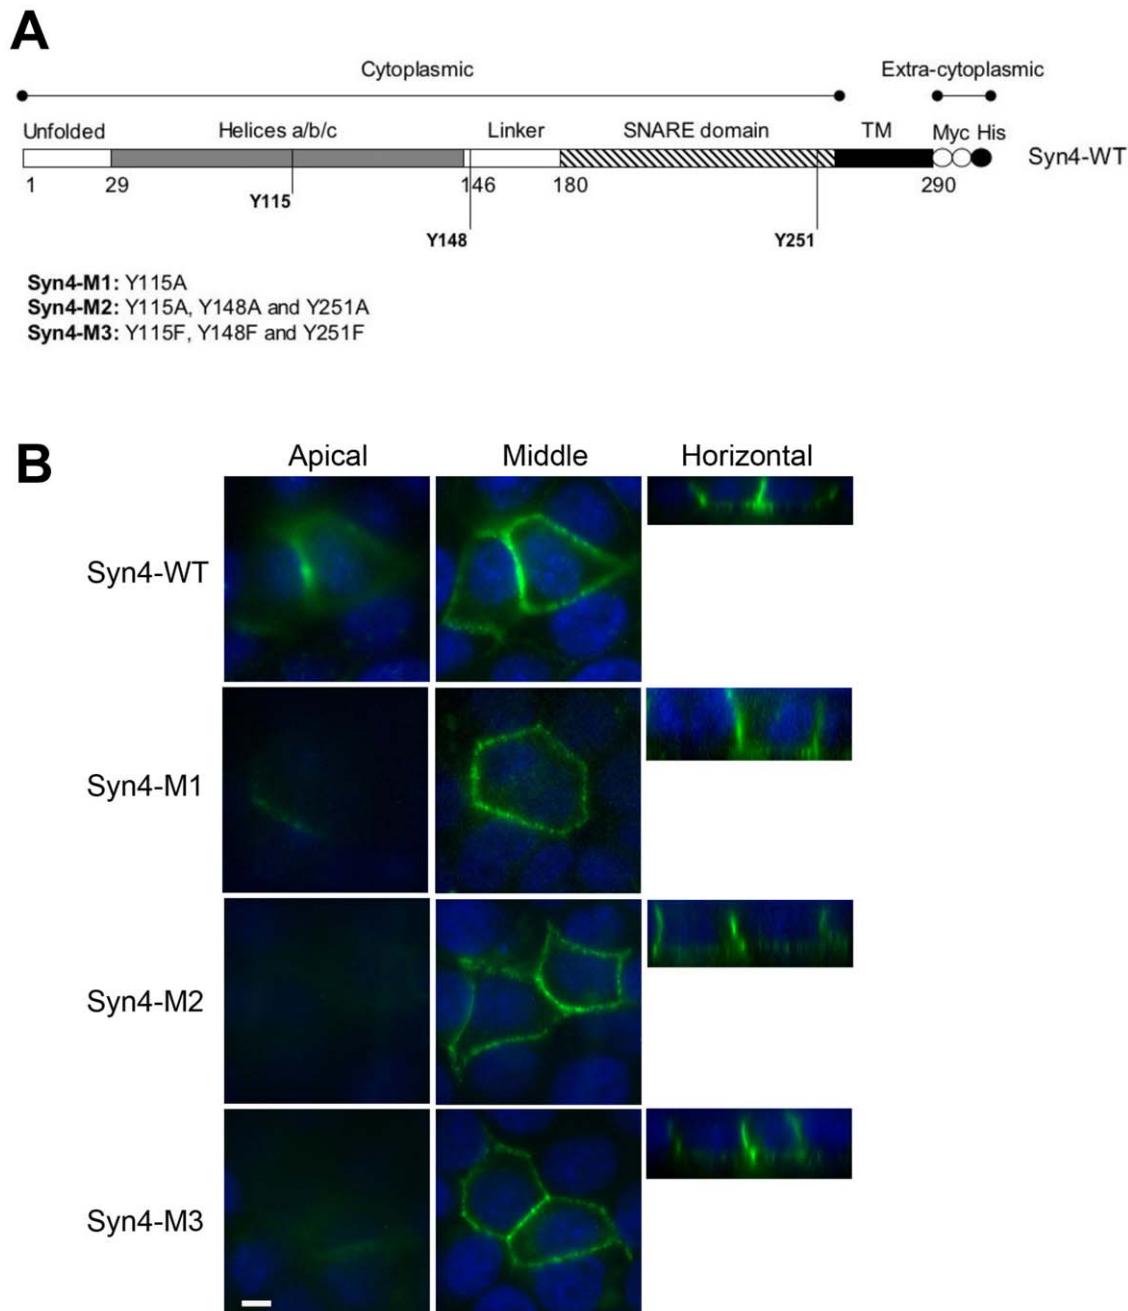 A
Cytoplasmic Extra-cytoplasmic
Unfolded Helices a/b/c Linker SNARE domain TM Myc His
Syn4-WT
1 29 146 180 290
Y115
Y148 Y251
Syn4-M1: Y115A
Syn4-M2: Y115A, Y148A and Y251A
Syn4-M3: Y115F, Y148F and Y251F
B
Apical Middle Horizontal
Syn4-WT
Syn4-M1
Syn4-M2
Syn4-M3